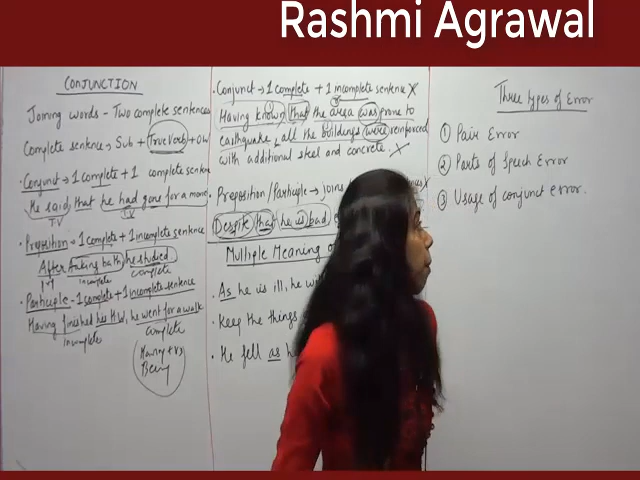 Rashmi Agrawal
CONJUNCTION
Joining words - Two complete sentences
Complete sentence → Sub + True Verb + OW
• Conjunct → 1 complete + 1 complete sentence
He said, that he had gone for a
TV TV
• Preposition → 1 complete + 1 incomplete sentence
After taking bath, he studied
incomplete complete
• Participle - 1 complete + 1 incomplete sentence
Having finished his H.W, he went for a walk
incomplete complete
Having + V3
Being
Conjunct → 1 complete + 1 incomplete sentence X
Having known that the area was prone to
earthquake, all the buildings were reinforced
with additional steel and concrete. X
Preposition/Participle → joins
Despite that he is bad
Multiple Meaning
• As he is ill, he
• Keep the things
• He fell as
Three types of Error
① Pair Error
② Parts of Speech Error
③ Usage of conjunct error.